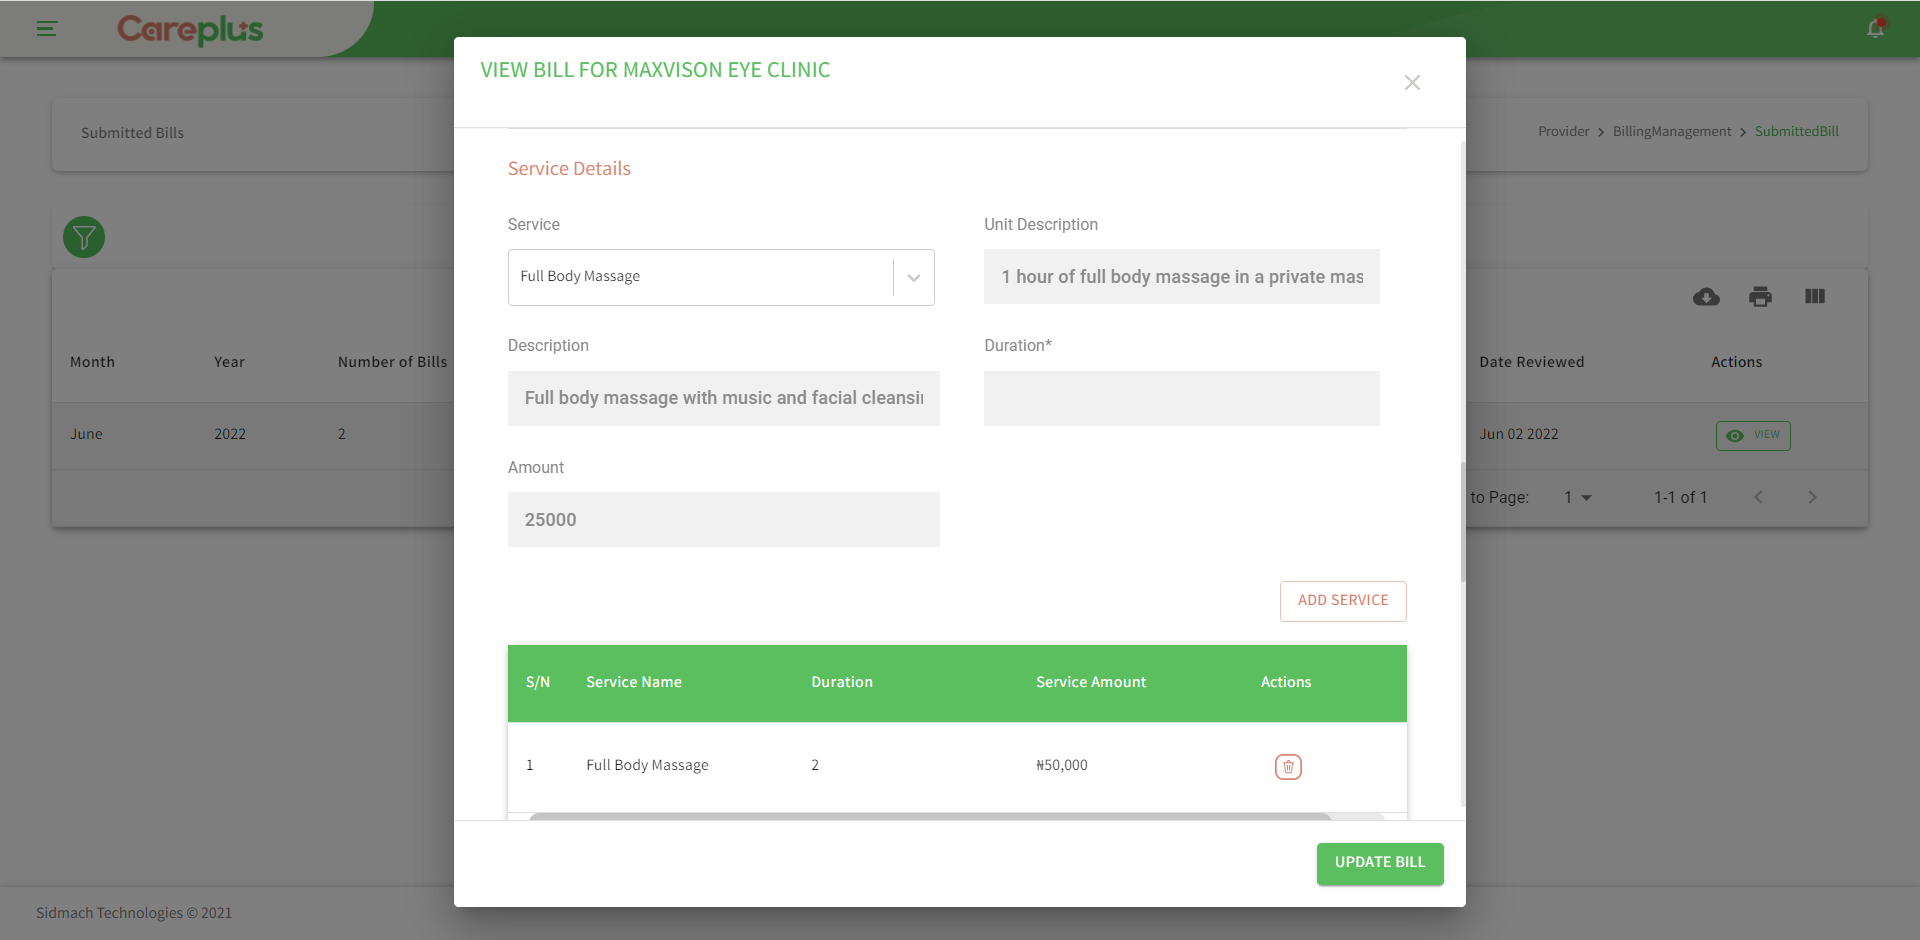 Careplus
VIEW BILL FOR MAXVISON EYE CLINIC
Submitted Bills
Provider > BillingManagement > SubmittedBill
Service Details
Service
Unit Description
Full Body Massage
1 hour of full body massage in a private mas
Description
Duration*
Full body massage with music and facial cleansi
Amount
25000
ADD SERVICE
S/N Service Name Duration Service Amount Actions
1 Full Body Massage 2 ₦50,000
UPDATE BILL
Month Year Number of Bills Date Reviewed Actions
June 2022 2 Jun 02 2022 VIEW
to Page: 1 1-1 of 1
Sidmach Technologies © 2021